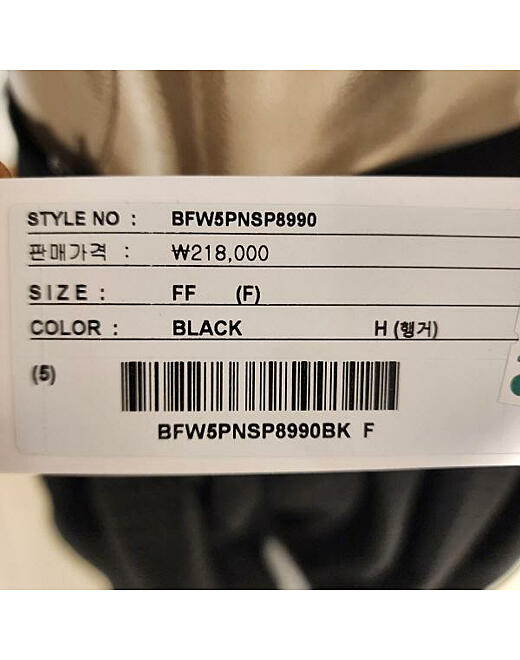 STYLE NO : BFW5PNSP8990
판매가격 : ₩218,000
SIZE : FF (F)
COLOR : BLACK H (행거)
(5)
BFW5PNSP8990BK F